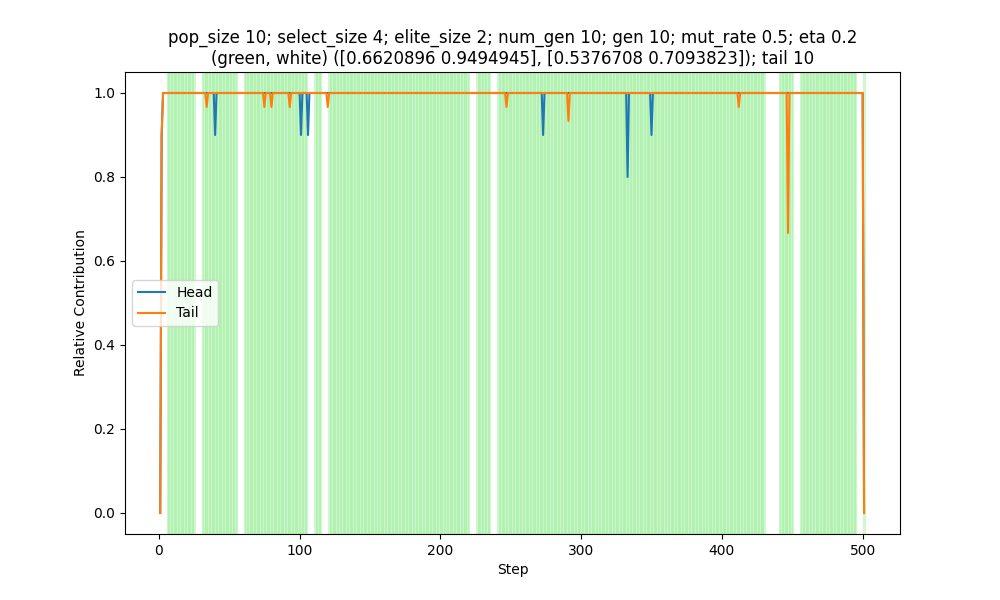 pop_size 10; select_size 4; elite_size 2; num_gen 10; gen 10; mut_rate 0.5; eta 0.2
(green, white) ([0.6620896 0.9494945], [0.5376708 0.7093823]); tail 10
1.0
0.8
0.6
0.4
0.2
0.0
Relative Contribution
Head
Tail
0
100
200
300
400
500
Step